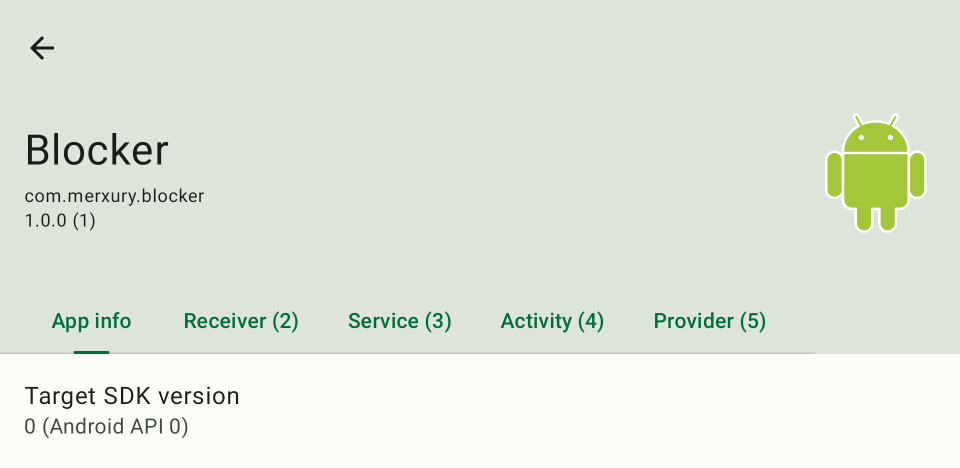 Blocker
com.merxury.blocker
1.0.0 (1)
App info
Receiver (2)
Service (3)
Activity (4)
Provider (5)
Target SDK version
0 (Android API 0)